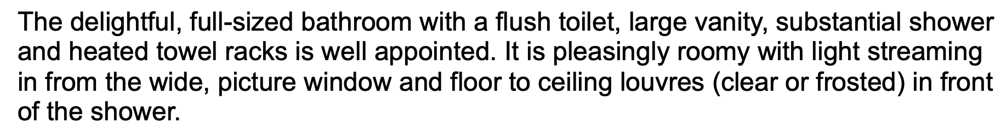 The delightful, full-sized bathroom with a flush toilet, large vanity, substantial shower
and heated towel racks is well appointed. It is pleasingly roomy with light streaming
in from the wide, picture window and floor to ceiling louvres (clear or frosted) in front
of the shower.